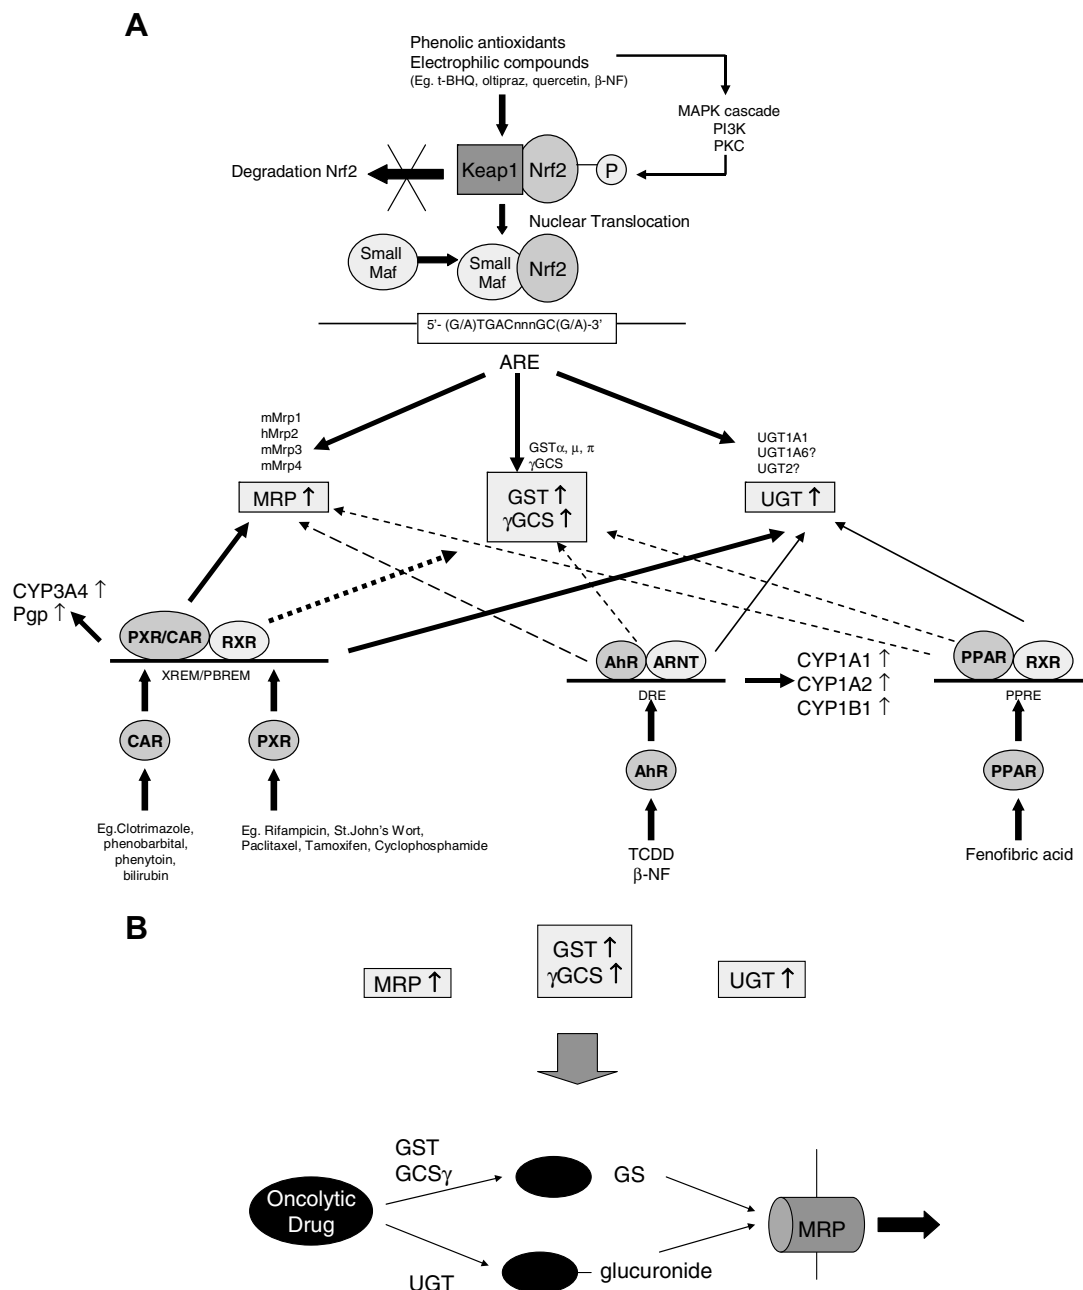 A
Phenolic antioxidants
Electrophilic compounds
(Eg. t-BHQ, oltipraz, quercetin, β-NF)
MAPK cascade
PI3K
PKC
Degradation Nrf2
Keap1
Nrf2
P
Nuclear Translocation
Small
Maf
Small
Maf
Nrf2
5'- (G/A)TGACnnnGC(G/A)-3'
ARE
mMrp1
hMrp2
mMrp3
mMrp4
MRP ↑
GSTα, μ, π
γGCS
GST ↑
γGCS ↑
UGT1A1
UGT1A6?
UGT2?
UGT ↑
CYP3A4 ↑
Pgp ↑
PXR/CAR
RXR
XREM/PBREM
CAR
PXR
Eg.Clotrimazole,
phenobarbital,
phenytoin,
bilirubin
Eg. Rifampicin, St.John's Wort,
Paclitaxel, Tamoxifen, Cyclophosphamide
AhR
ARNT
DRE
AhR
TCDD
β-NF
CYP1A1 ↑
CYP1A2 ↑
CYP1B1 ↑
PPAR
RXR
PPRE
PPAR
Fenofibric acid
B
MRP ↑
GST ↑
γGCS ↑
UGT ↑
GST
GCSγ
Oncolytic
Drug
GS
MRP
UGT
glucuronide